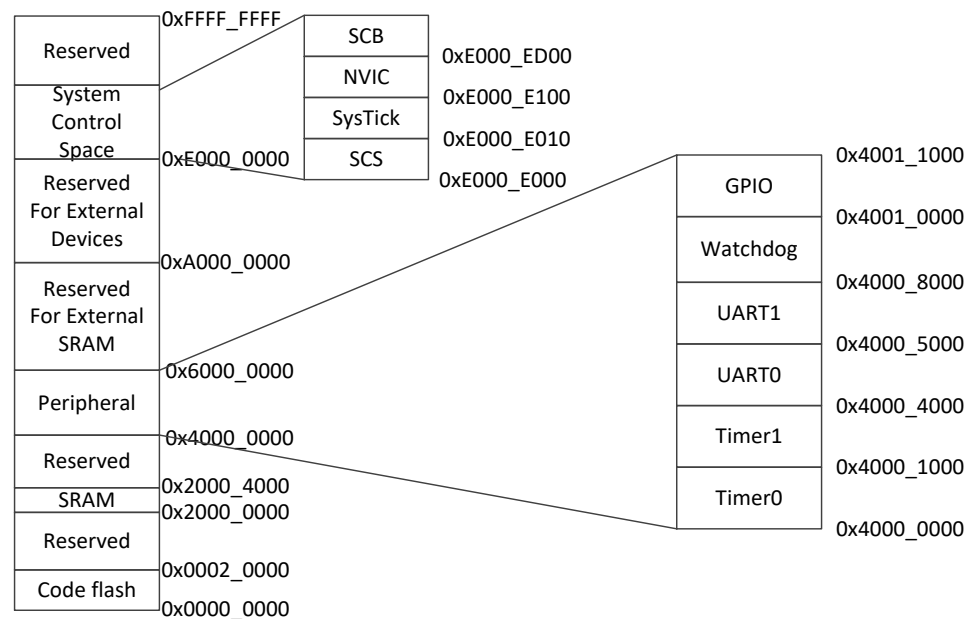 0xFFFF_FFFF
Reserved
System
Control
Space
0xE000_0000
Reserved
For External
Devices
0xA000_0000
Reserved
For External
SRAM
0x6000_0000
Peripheral
0x4000_0000
Reserved
0x2000_4000
SRAM
0x2000_0000
Reserved
0x0002_0000
Code flash
0x0000_0000
SCB
0xE000_ED00
NVIC
0xE000_E100
SysTick
0xE000_E010
SCS
0xE000_E000
0x4001_1000
GPIO
0x4001_0000
Watchdog
0x4000_8000
UART1
0x4000_5000
UART0
0x4000_4000
Timer1
0x4000_1000
Timer0
0x4000_0000